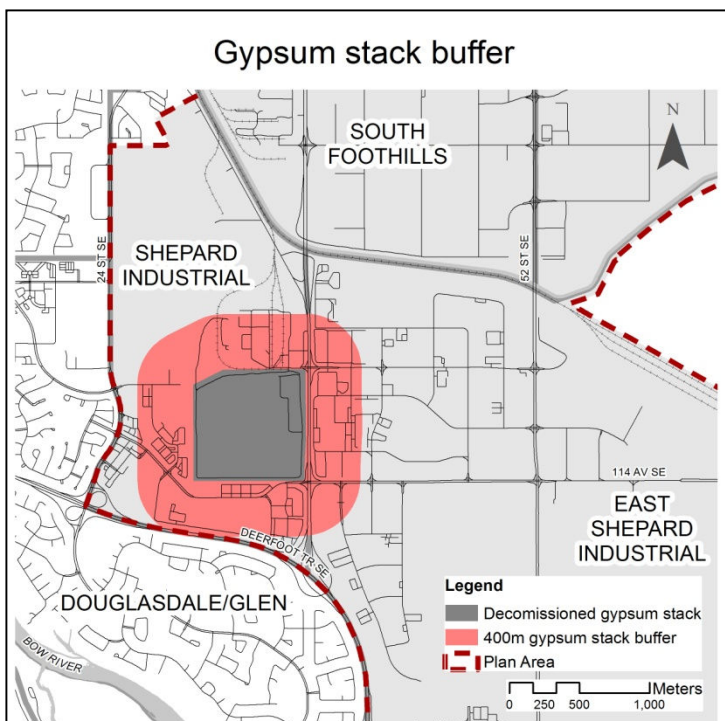 Gypsum stack buffer
SOUTH
FOOTHILLS
N
24 ST SE
SHEPARD
INDUSTRIAL
52 ST SE
114 AV SE
EAST
SHEPARD
INDUSTRIAL
DEERFOOT TR SE
DOUGLASDALE/GLEN
BOW RIVER
Legend
Decomissioned gypsum stack
400m gypsum stack buffer
Plan Area
Meters
0 250 500 1,000